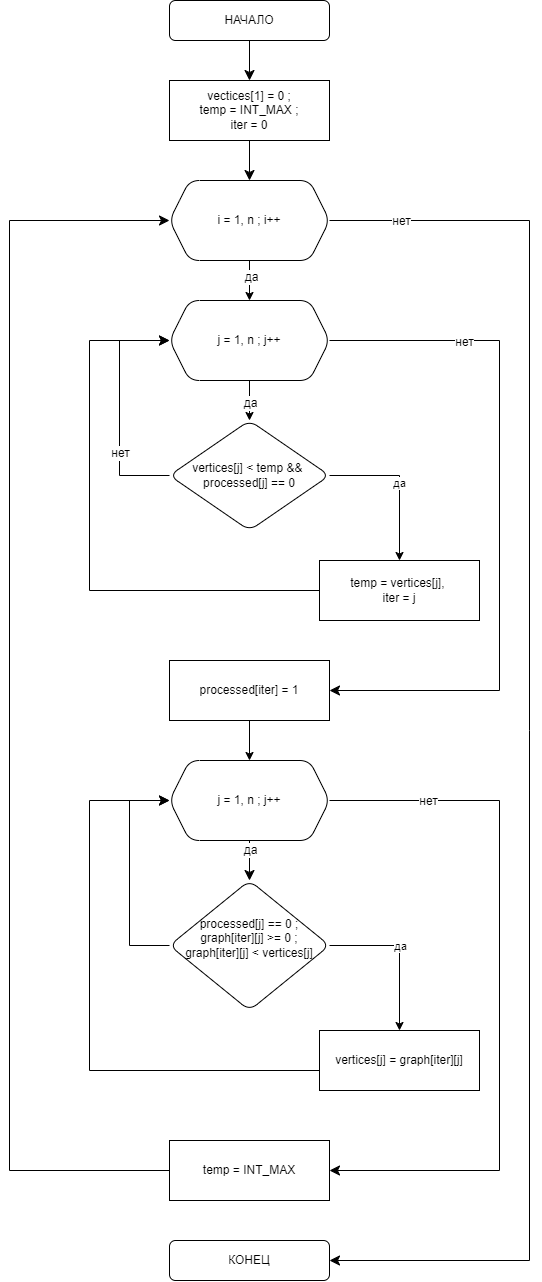 НАЧАЛО
vectices[1] = 0 ;
temp = INT_MAX ;
iter = 0
i = 1, n ; i++
нет
да
j = 1, n ; j++
нет
да
нет
vertices[j] < temp &&
processed[j] == 0
да
temp = vertices[j],
iter = j
processed[iter] = 1
j = 1, n ; j++
нет
да
processed[j] == 0 ;
graph[iter][j] >= 0 ;
graph[iter][j] < vertices[j]
да
vertices[j] = graph[iter][j]
temp = INT_MAX
КОНЕЦ